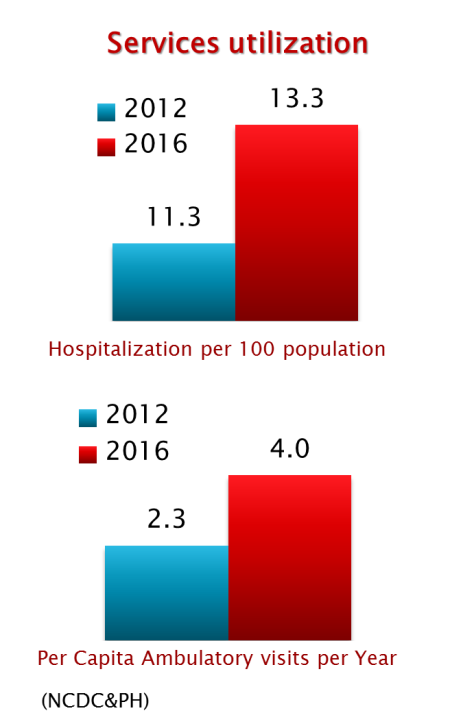 Services utilization
13.3
2012
2016
11.3
Hospitalization per 100 population
2012
2016
4.0
2.3
Per Capita Ambulatory visits per Year
(NCDC&PH)